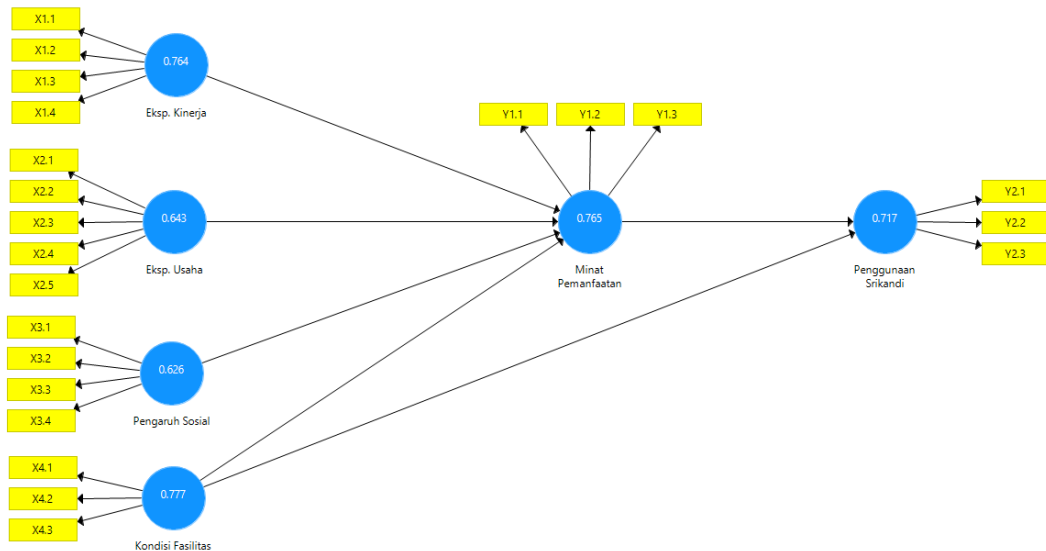 X1.1
X1.2
X1.3
X1.4
0.764
Eksp. Kinerja
X2.1
X2.2
X2.3
X2.4
X2.5
0.643
Eksp. Usaha
X3.1
X3.2
X3.3
X3.4
0.626
Pengaruh Sosial
X4.1
X4.2
X4.3
0.777
Kondisi Fasilitas
Y1.1
Y1.2
Y1.3
0.765
Minat
Pemanfaatan
0.717
Penggunaan
Srikandi
Y2.1
Y2.2
Y2.3